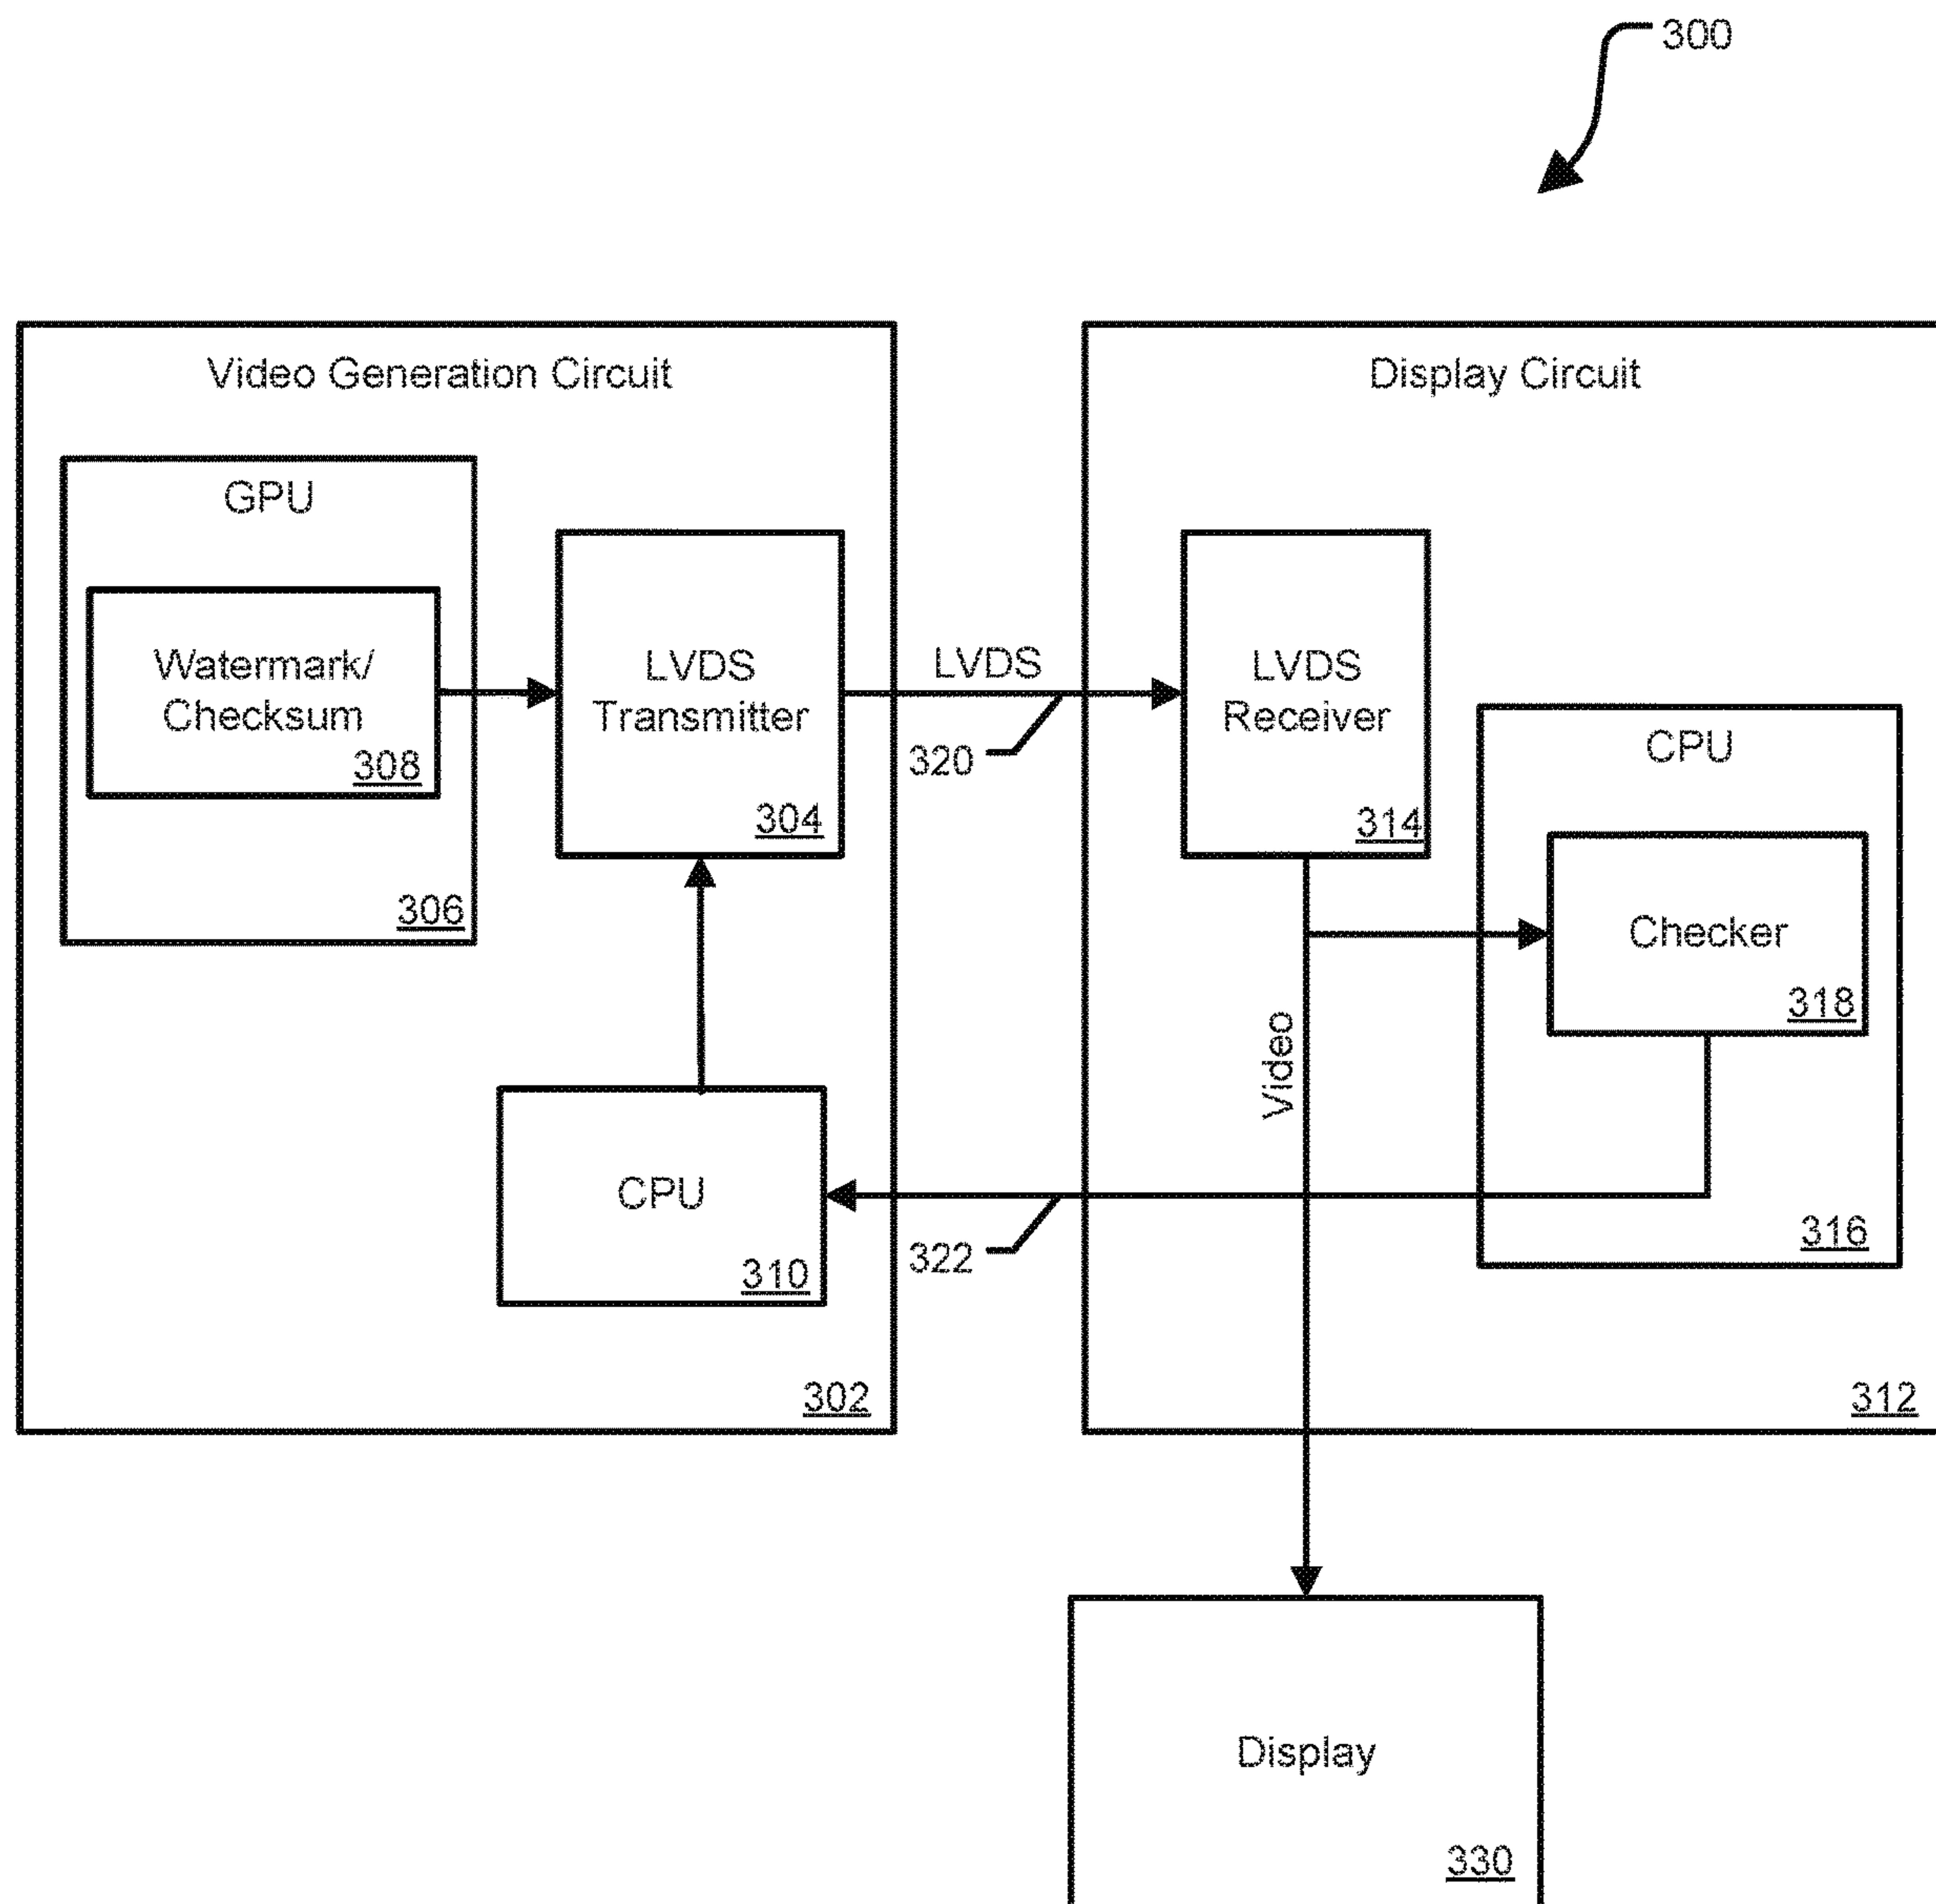 300
Video Generation Circuit
GPU
Watermark/
Checksum
308
306
LVDS
Transmitter
304
CPU
310
302
LVDS
320
322
Display Circuit
LVDS
Receiver
314
CPU
Checker
318
316
Video
312
Display
330